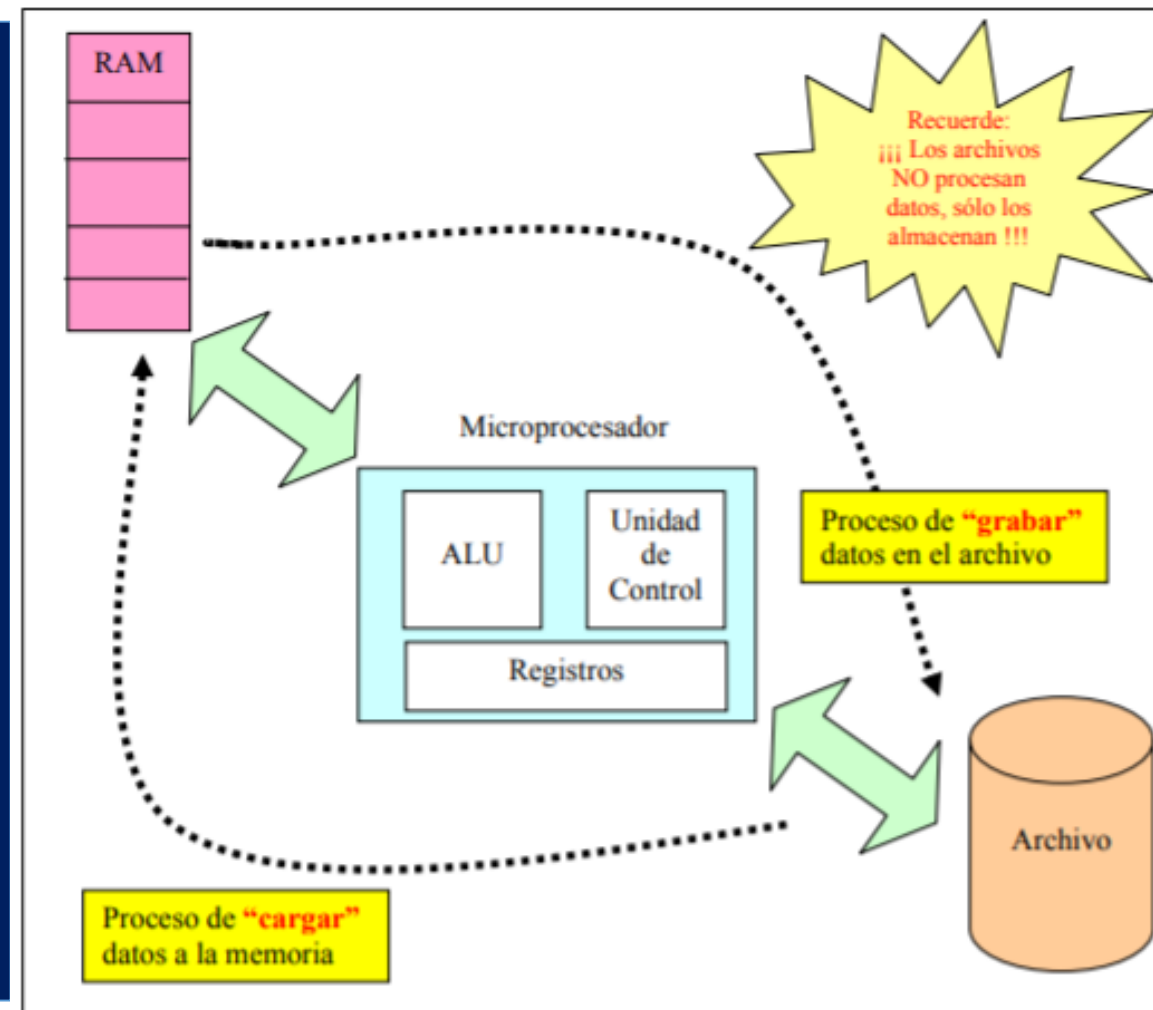 RAM
Recuerde:
¡¡¡ Los archivos
NO procesan
datos, sólo los
almacenan !!!
Microprocesador
ALU
Unidad
de
Control
Registros
Proceso de “grabar”
datos en el archivo
Archivo
Proceso de “cargar”
datos a la memoria